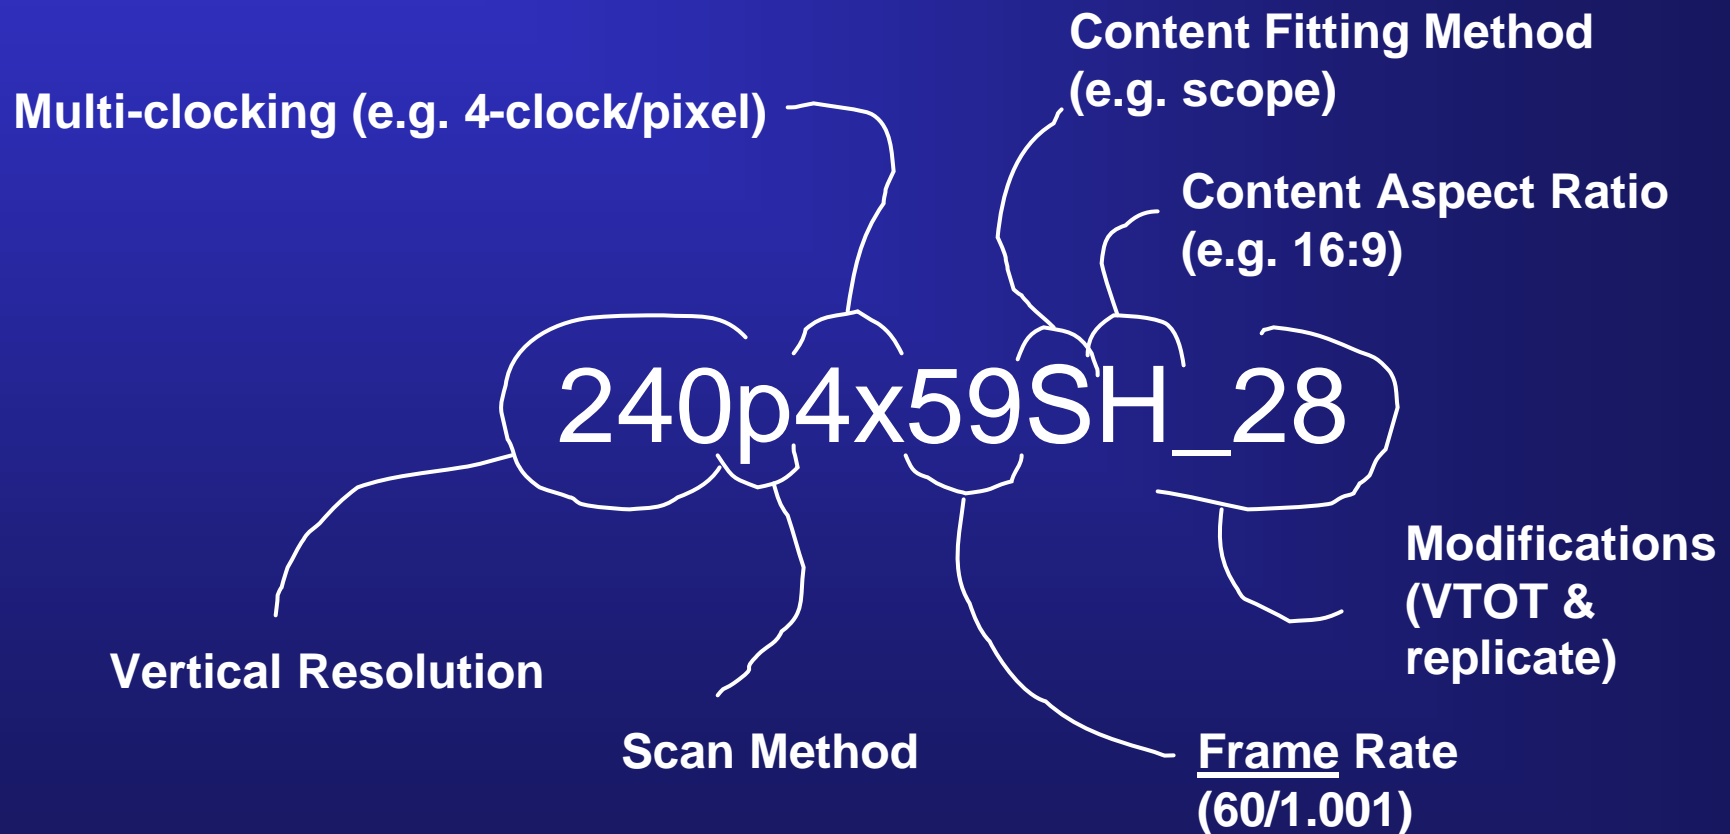 Content Fitting Method
(e.g. scope)
Multi-clocking (e.g. 4-clock/pixel)
Content Aspect Ratio
(e.g. 16:9)
240p4x59SH_28
Modifications
(VTOT &
replicate)
Vertical Resolution
Scan Method
Frame Rate
(60/1.001)